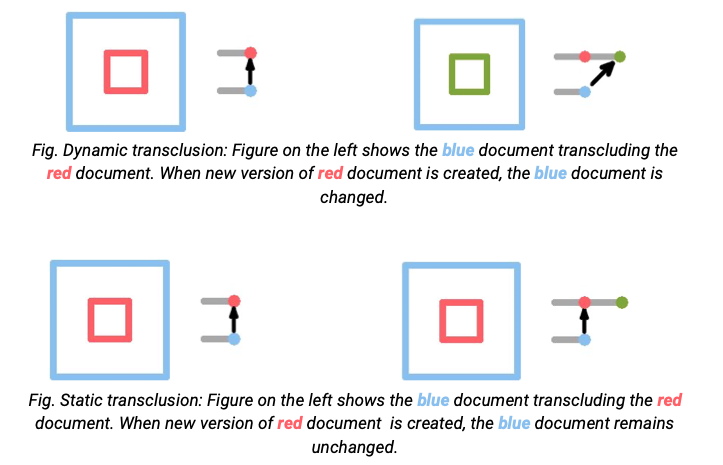 Fig. Dynamic transclusion: Figure on the left shows the blue document transcluding the
red document. When new version of red document is created, the blue document is
changed.
Fig. Static transclusion: Figure on the left shows the blue document transcluding the red
document. When new version of red document  is created, the blue document remains
unchanged.